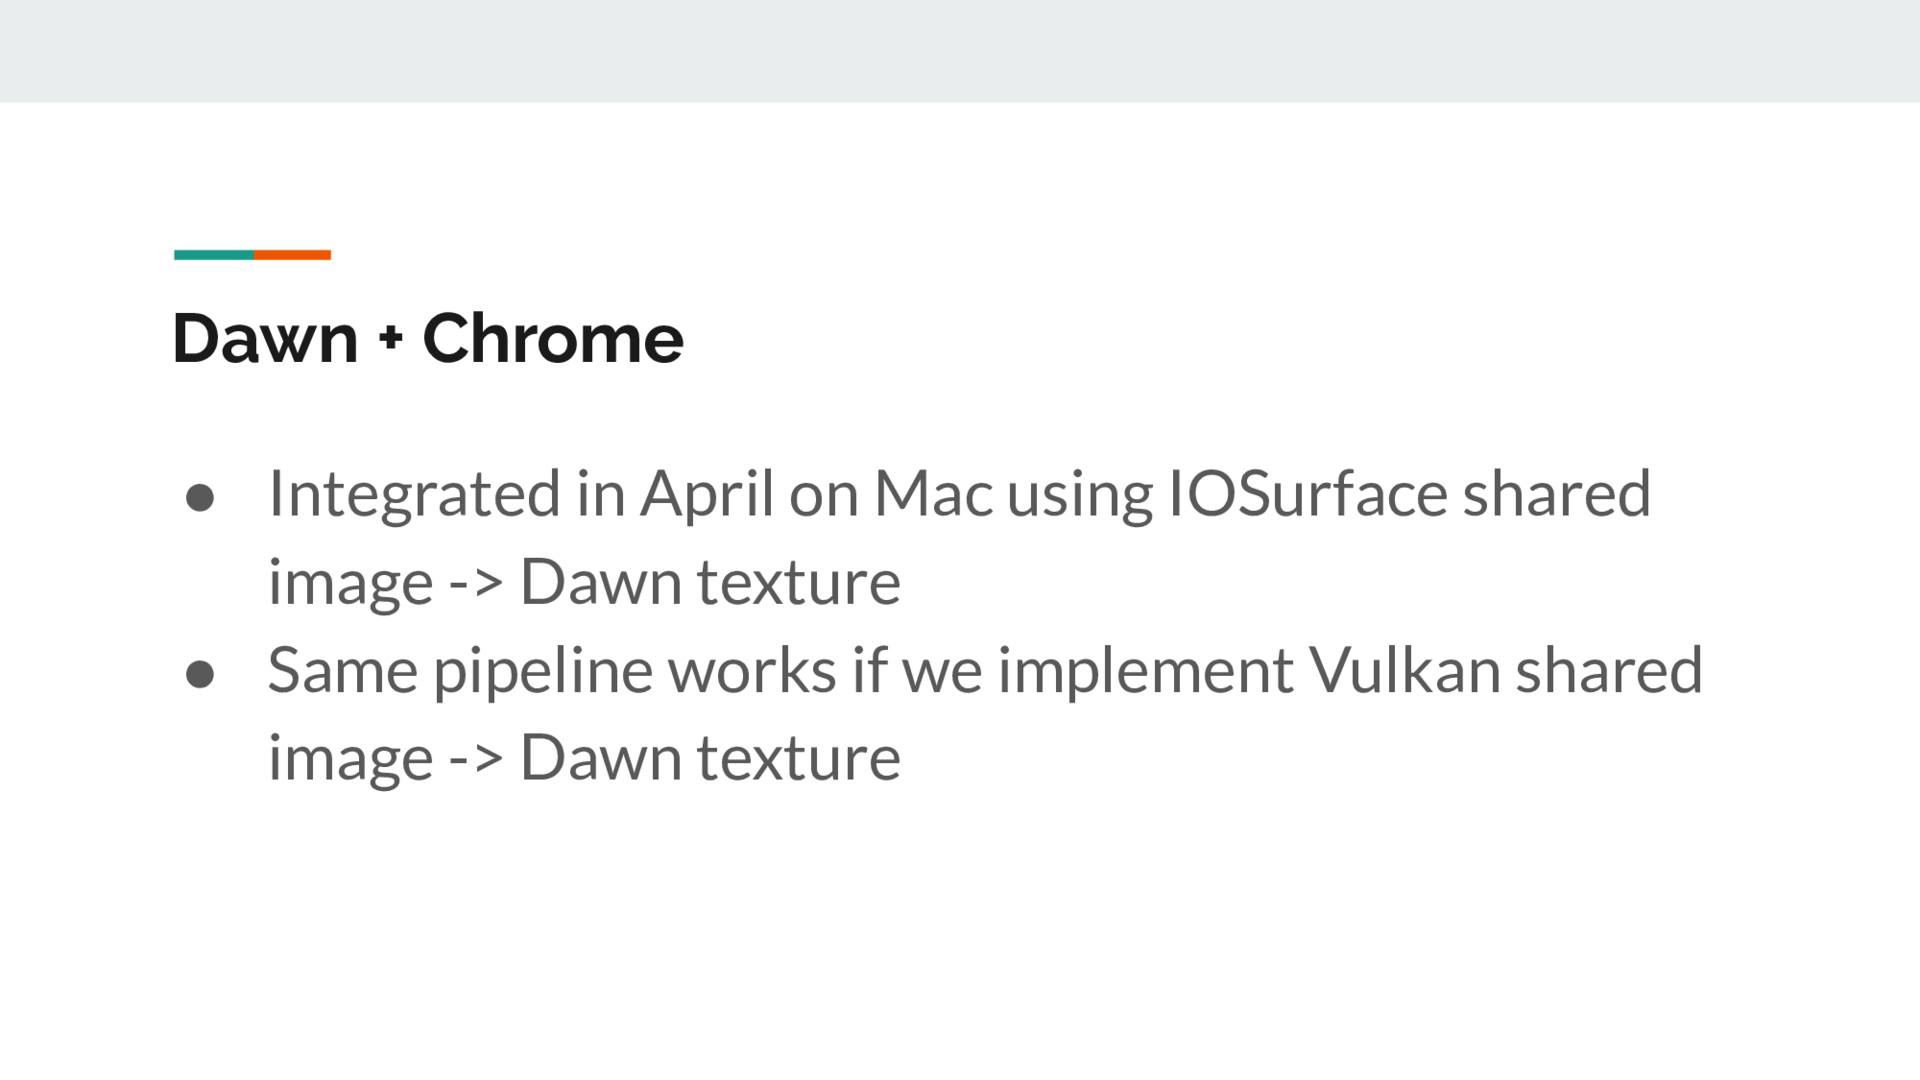 Dawn + Chrome
● Integrated in April on Mac using IOSurface shared
image -> Dawn texture
● Same pipeline works if we implement Vulkan shared
image -> Dawn texture